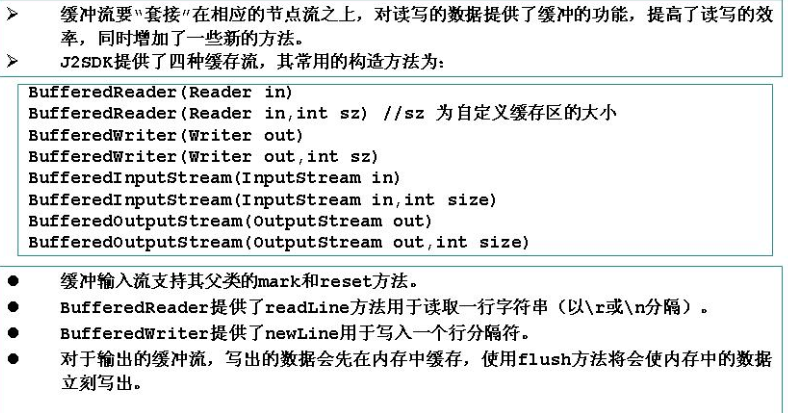 ➢ 缓冲流要"套接"在相应的节点流之上，对读写的数据提供了缓冲的功能，提高了读写的效
率，同时增加了一些新的方法。
➢ J2SDK提供了四种缓存流，其常用的构造方法为：
BufferedReader(Reader in)
BufferedReader(Reader in,int sz) //sz 为自定义缓存区的大小
BufferedWriter(Writer out)
BufferedWriter(Writer out,int sz)
BufferedInputStream(InputStream in)
BufferedInputStream(InputStream in,int size)
BufferedOutputStream(OutputStream out)
BufferedOutputStream(OutputStream out,int size)
● 缓冲输入流支持其父类的mark和reset方法。
● BufferedReader提供了readLine方法用于读取一行字符串（以\r或\n分隔）。
● BufferedWriter提供了newLine用于写入一个行分隔符。
● 对于输出的缓冲流，写出的数据会先在内存中缓存，使用flush方法将会使内存中的数据
立刻写出。